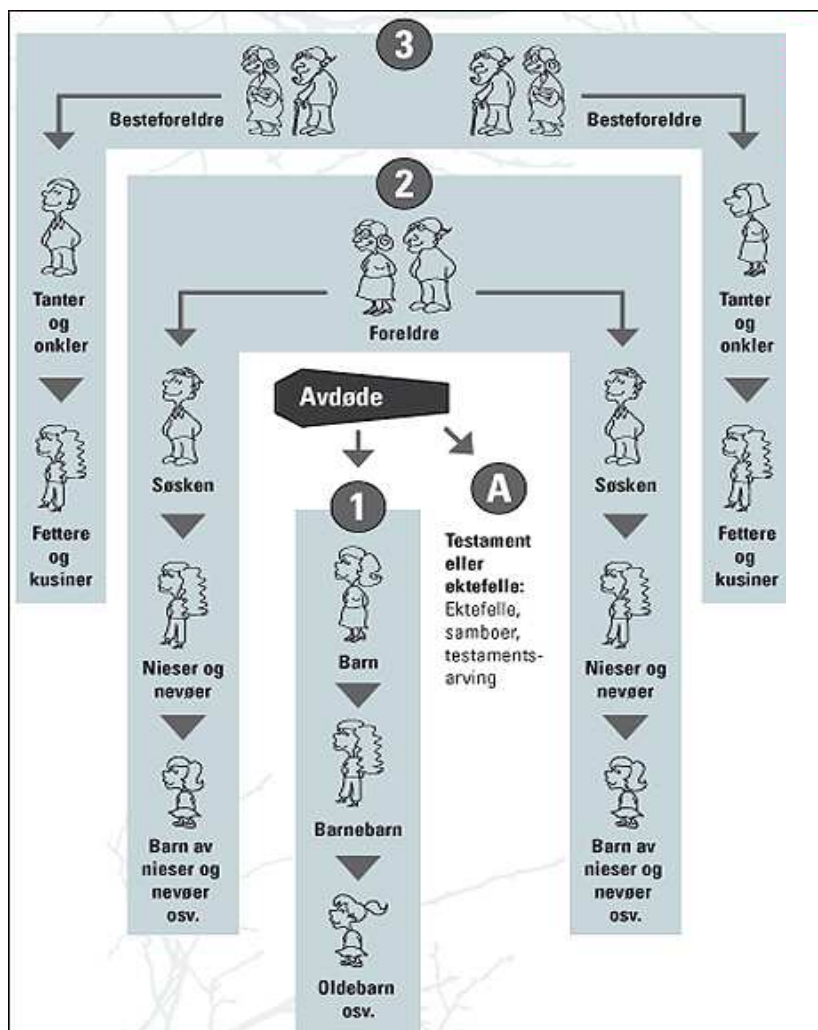 3
Besteforeldre
Besteforeldre
Tanter
og
onkler
Fettere
og
kusiner
Tanter
og
onkler
Fettere
og
kusiner
2
Foreldre
Søsken
Nieser og
nevøer
Barn av
nieser og
nevøer
osv.
Søsken
Nieser og
nevøer
Barn av
nieser og
nevøer
osv.
Avdøde
1
Barn
Barnebarn
Oldebarn
osv.
A
Testament
eller
ektefelle:
Ektefelle,
samboer,
testaments-
arving